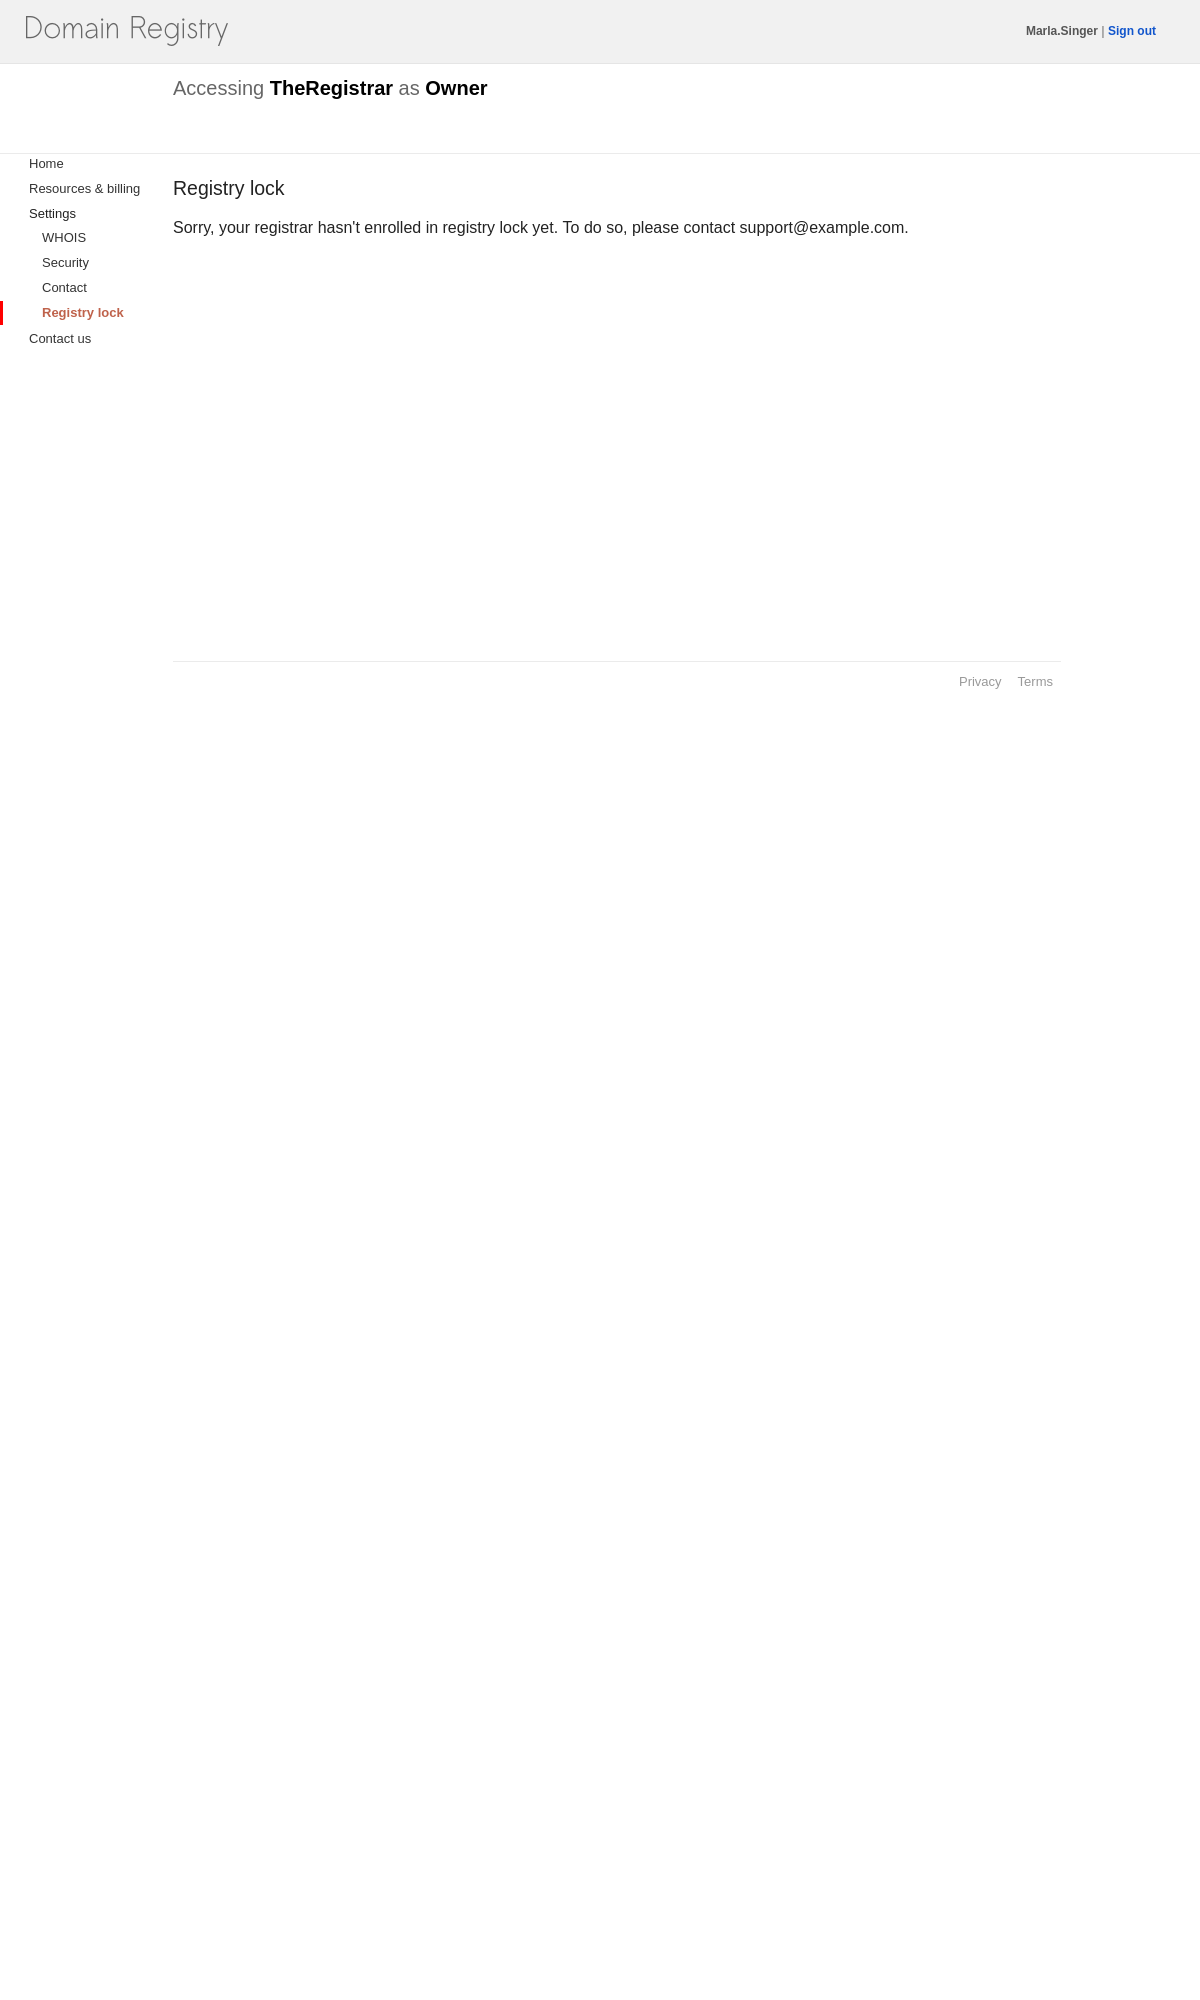 Domain Registry
Marla.Singer | Sign out
Accessing TheRegistrar as Owner
Home
Resources & billing
Settings
WHOIS
Security
Contact
Registry lock
Contact us
Registry lock
Sorry, your registrar hasn't enrolled in registry lock yet. To do so, please contact support@example.com.
Privacy Terms